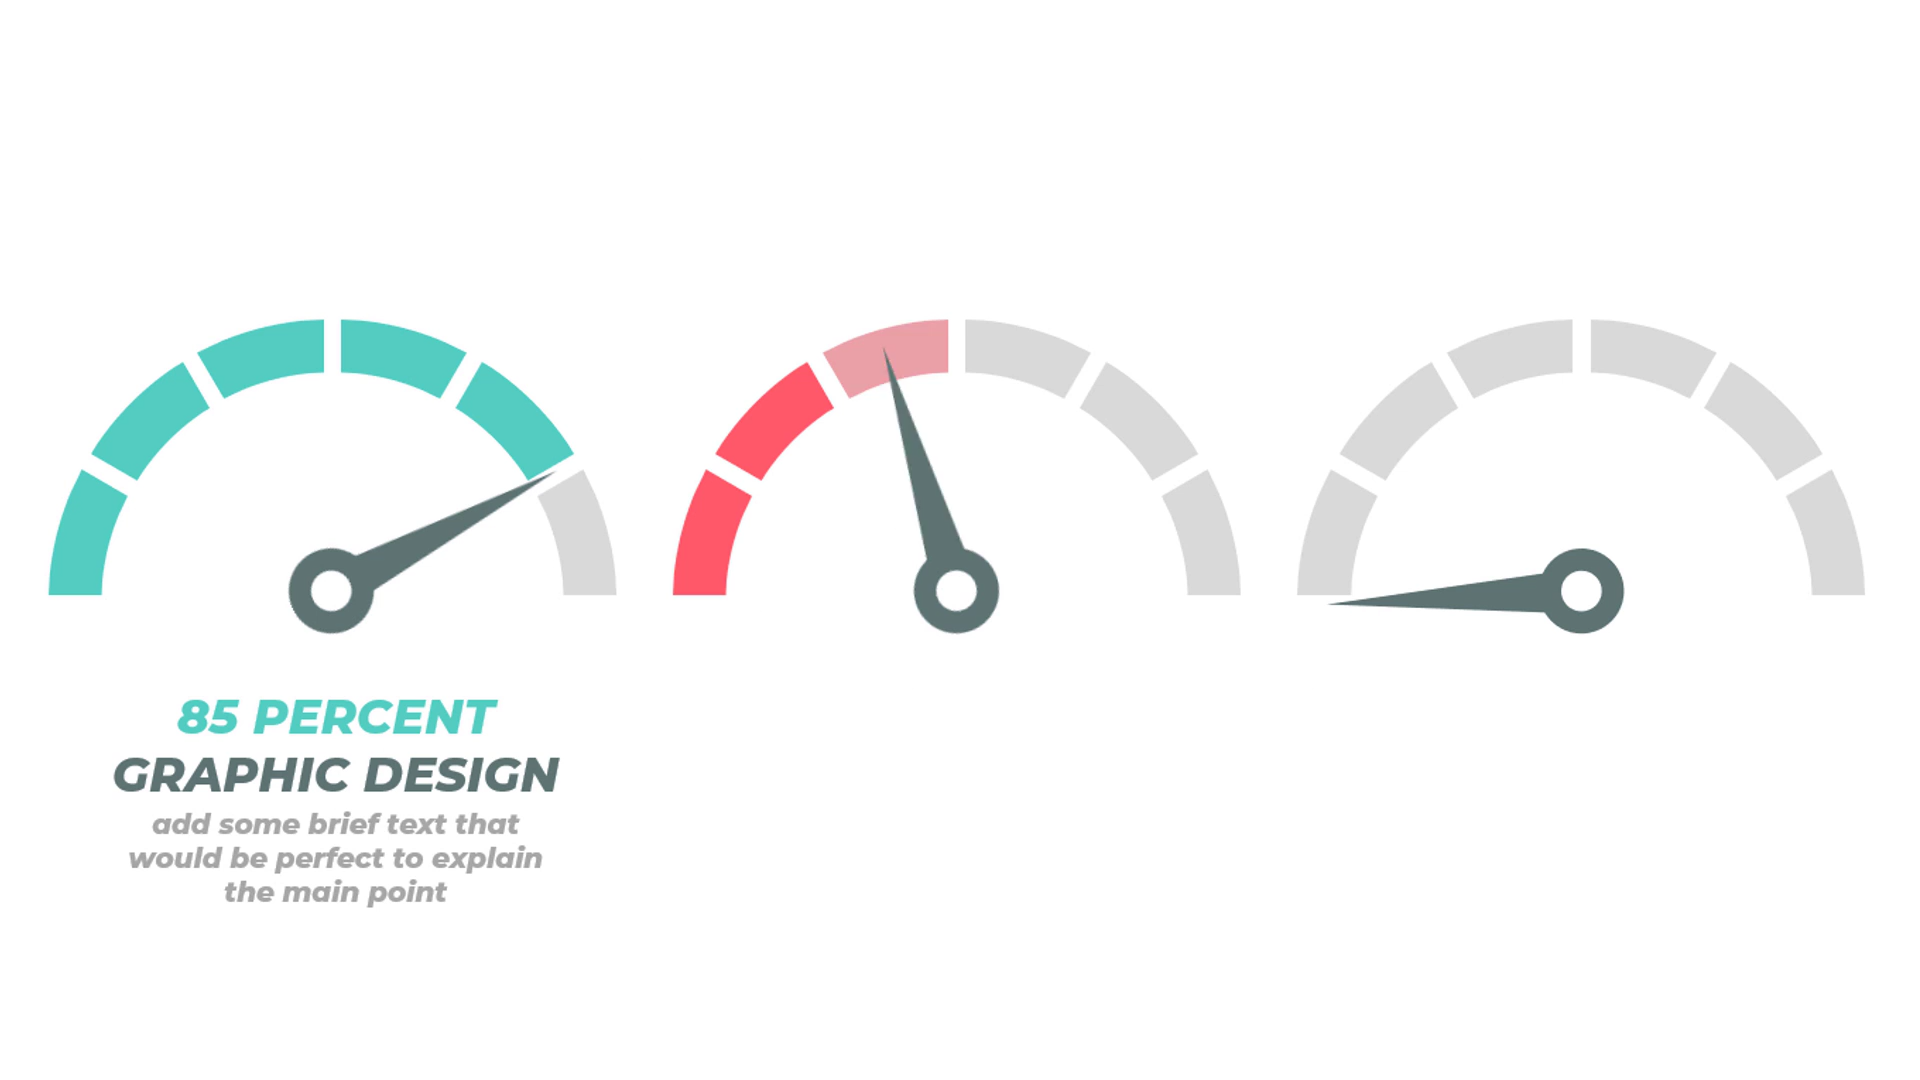 85 PERCENT
GRAPHIC DESIGN
add some brief text that
would be perfect to explain
the main point